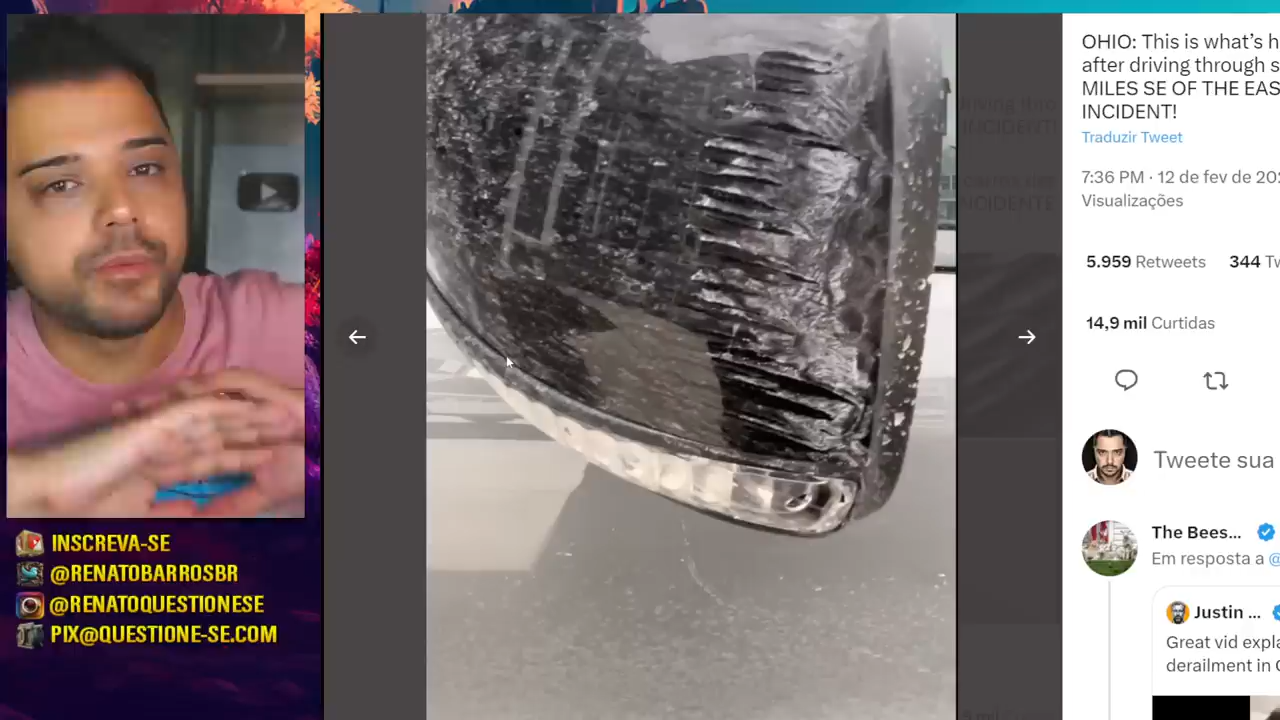 INSCREVA-SE
@RENATOBARROSBR
@RENATOQUESTIONESE
PIX@QUESTIONE-SE.COM
OHIO: This is what's h
after driving through s
MILES SE OF THE EAS
INCIDENT!
Traduzir Tweet
7:36 PM · 12 de fev de 202
Visualizações
5.959 Retweets 344 Tw
14,9 mil Curtidas
Tweete sua
The Bees...
Em resposta a @
Justin ...
Great vid expla
derailment in